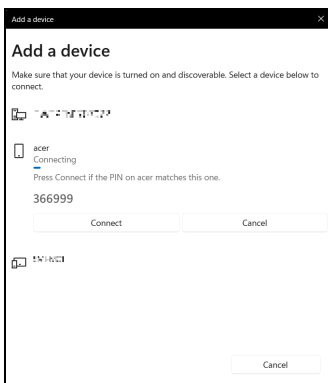 Add a device
Add a device
Make sure that your device is turned on and discoverable. Select a device below to
connect.
acer
Connecting
Press Connect if the PIN on acer matches this one.
366999
Connect Cancel
Cancel